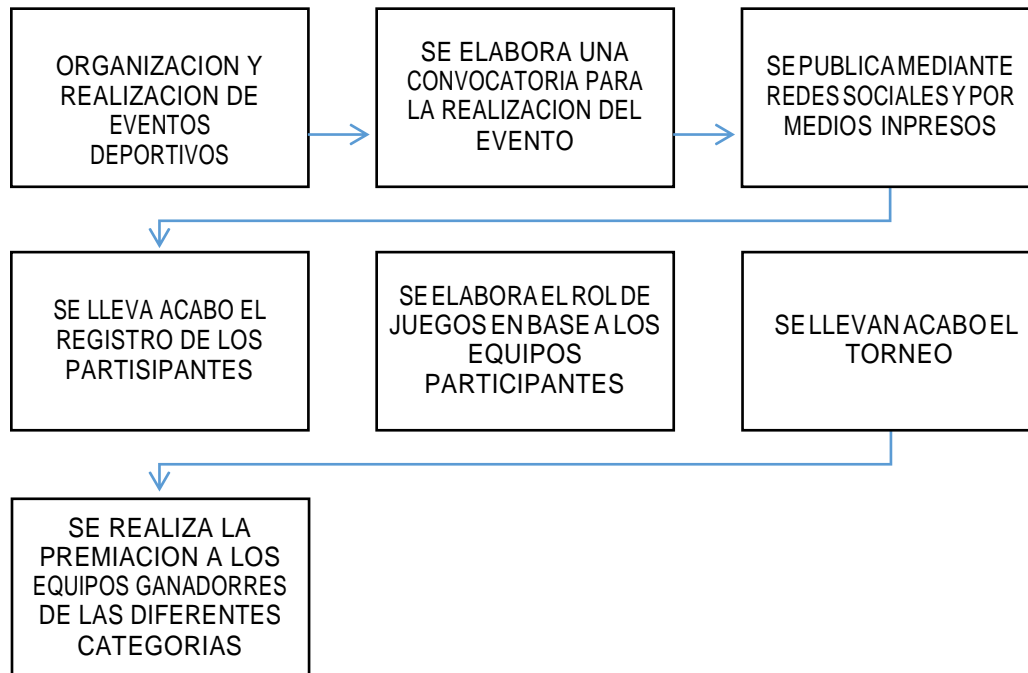 ORGANIZACION Y
REALIZACION DE
EVENTOS
DEPORTIVOS
SE ELABORA UNA
CONVOCATORIA PARA
LA REALIZACION DEL
EVENTO
SE PUBLICA MEDIANTE
REDES SOCIALES Y POR
MEDIOS INPRESOS
SE LLEVA ACABO EL
REGISTRO DE LOS
PARTISIPANTES
SE ELABORA EL ROL DE
JUEGOS EN BASE A LOS
EQUIPOS
PARTICIPANTES
SE LLEVAN ACABO EL
TORNEO
SE REALIZA LA
PREMIACION A LOS
EQUIPOS GANADORRES
DE LAS DIFERENTES
CATEGORIAS